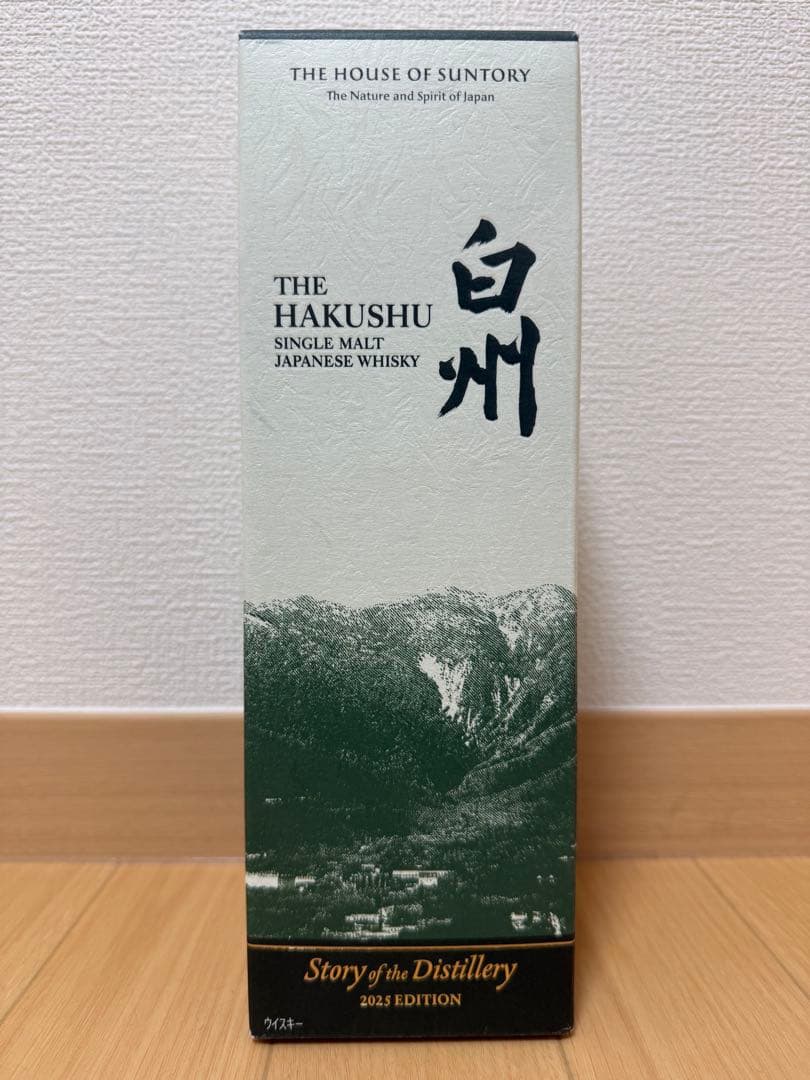 THE HOUSE OF SUNTORY
The Nature and Spirit of Japan
白州
THE
HAKUSHU
SINGLE MALT
JAPANESE WHISKY
Story of the Distillery
2025 EDITION
ウイスキー